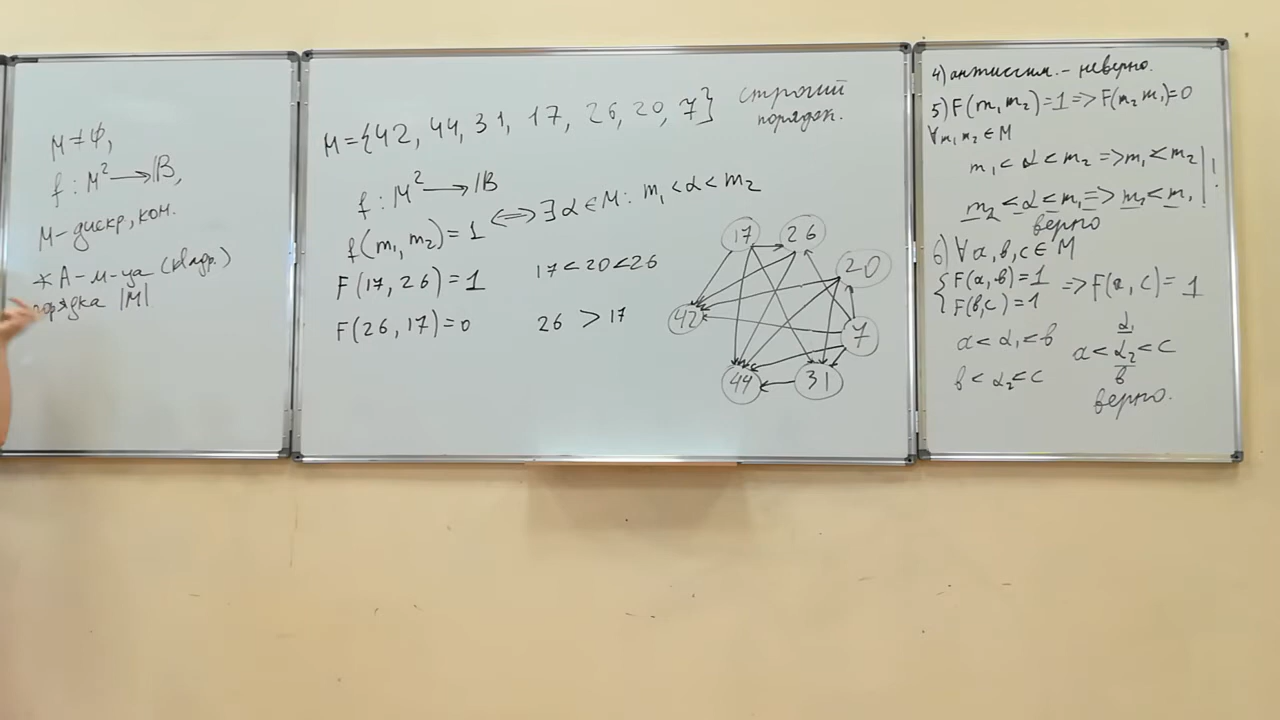 M ≠ ∅,
f : M² → B,
M - дискр, кон.
* A - м-ца (квадр.)
порядка |M|
M = {42, 44, 31, 17, 26, 20, 7}
строгий
порядок.
f : M² → B
f(m₁, m₂) = 1 ⟺ ∃ α ∈ M : m₁ < α < m₂
F(17, 26) = 1 17 < 20 < 26
F(26, 17) = 0 26 > 17
17 26
20
42
7
44 31
4) антисим. - неверно.
5) F(m₁ m₂) = 1 => F(m₂ m₁) = 0
∀ m₁ m₂ ∈ M
m₁ < α < m₂ => m₁ < m₂
m₂ < α < m₁ => m₂ < m₁ !
верно
6) ∀ a, b, c ∈ M
{ F(a, b) = 1
{ F(b, c) = 1 => F(a, c) = 1
a < α₁ < b
b < α₂ < c
α₁
a < α₂ < c
b
верно.